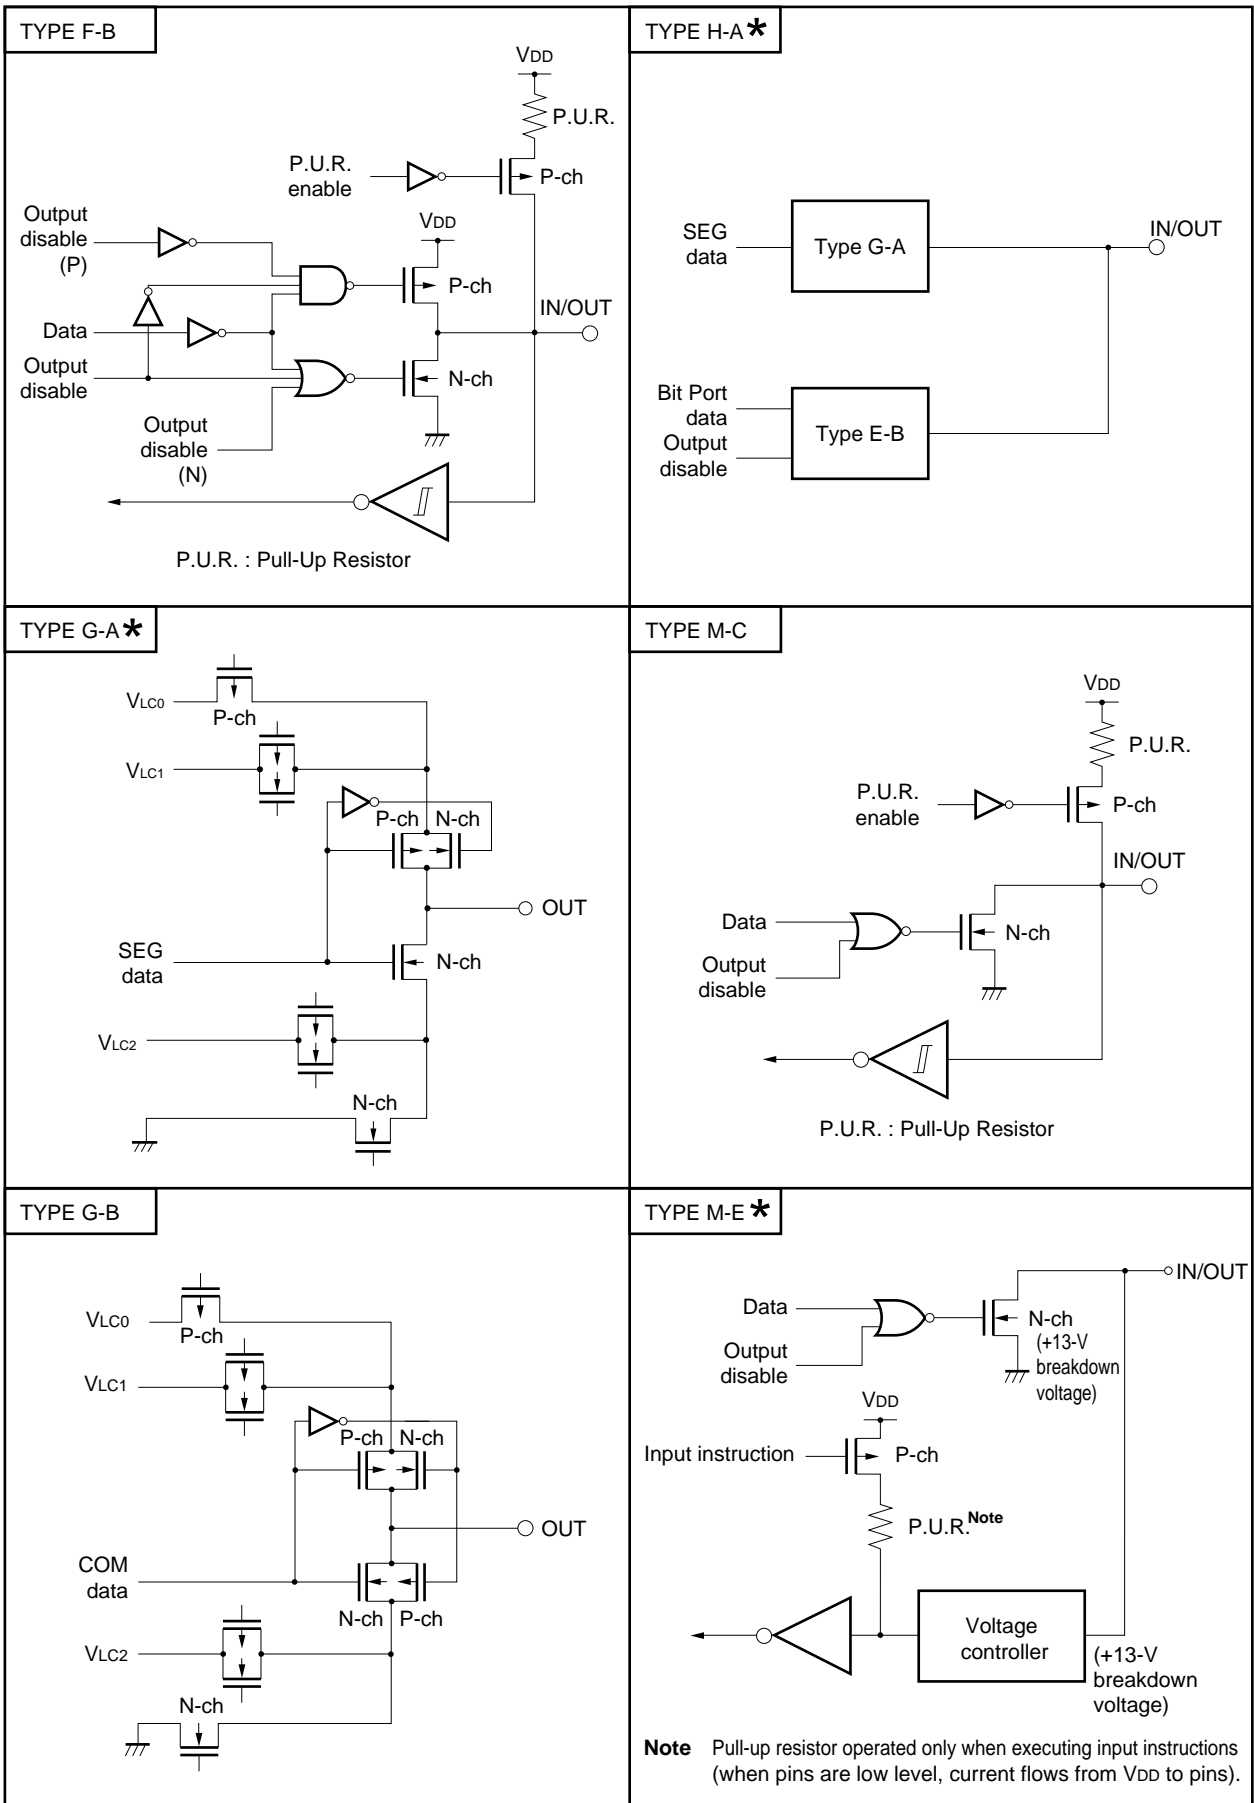 TYPE F-B
VDD
P.U.R.
P.U.R.
enable
P-ch
Output
disable
(P)
VDD
P-ch
IN/OUT
Data
Output
disable
N-ch
Output
disable
(N)
P.U.R. : Pull-Up Resistor
TYPE H-A*
SEG
data
Type G-A
IN/OUT
Bit Port
data
Output
disable
Type E-B
TYPE G-A*
VLC0
P-ch
VLC1
P-ch N-ch
OUT
SEG
data
N-ch
VLC2
N-ch
TYPE M-C
VDD
P.U.R.
P.U.R.
enable
P-ch
IN/OUT
Data
N-ch
Output
disable
P.U.R. : Pull-Up Resistor
TYPE G-B
VLC0
P-ch
VLC1
P-ch N-ch
OUT
COM
data
N-ch P-ch
VLC2
N-ch
TYPE M-E*
IN/OUT
Data
N-ch
(+13-V
breakdown
voltage)
Output
disable
VDD
Input instruction
P-ch
P.U.R.Note
Voltage
controller
(+13-V
breakdown
voltage)
Note Pull-up resistor operated only when executing input instructions
(when pins are low level, current flows from VDD to pins).